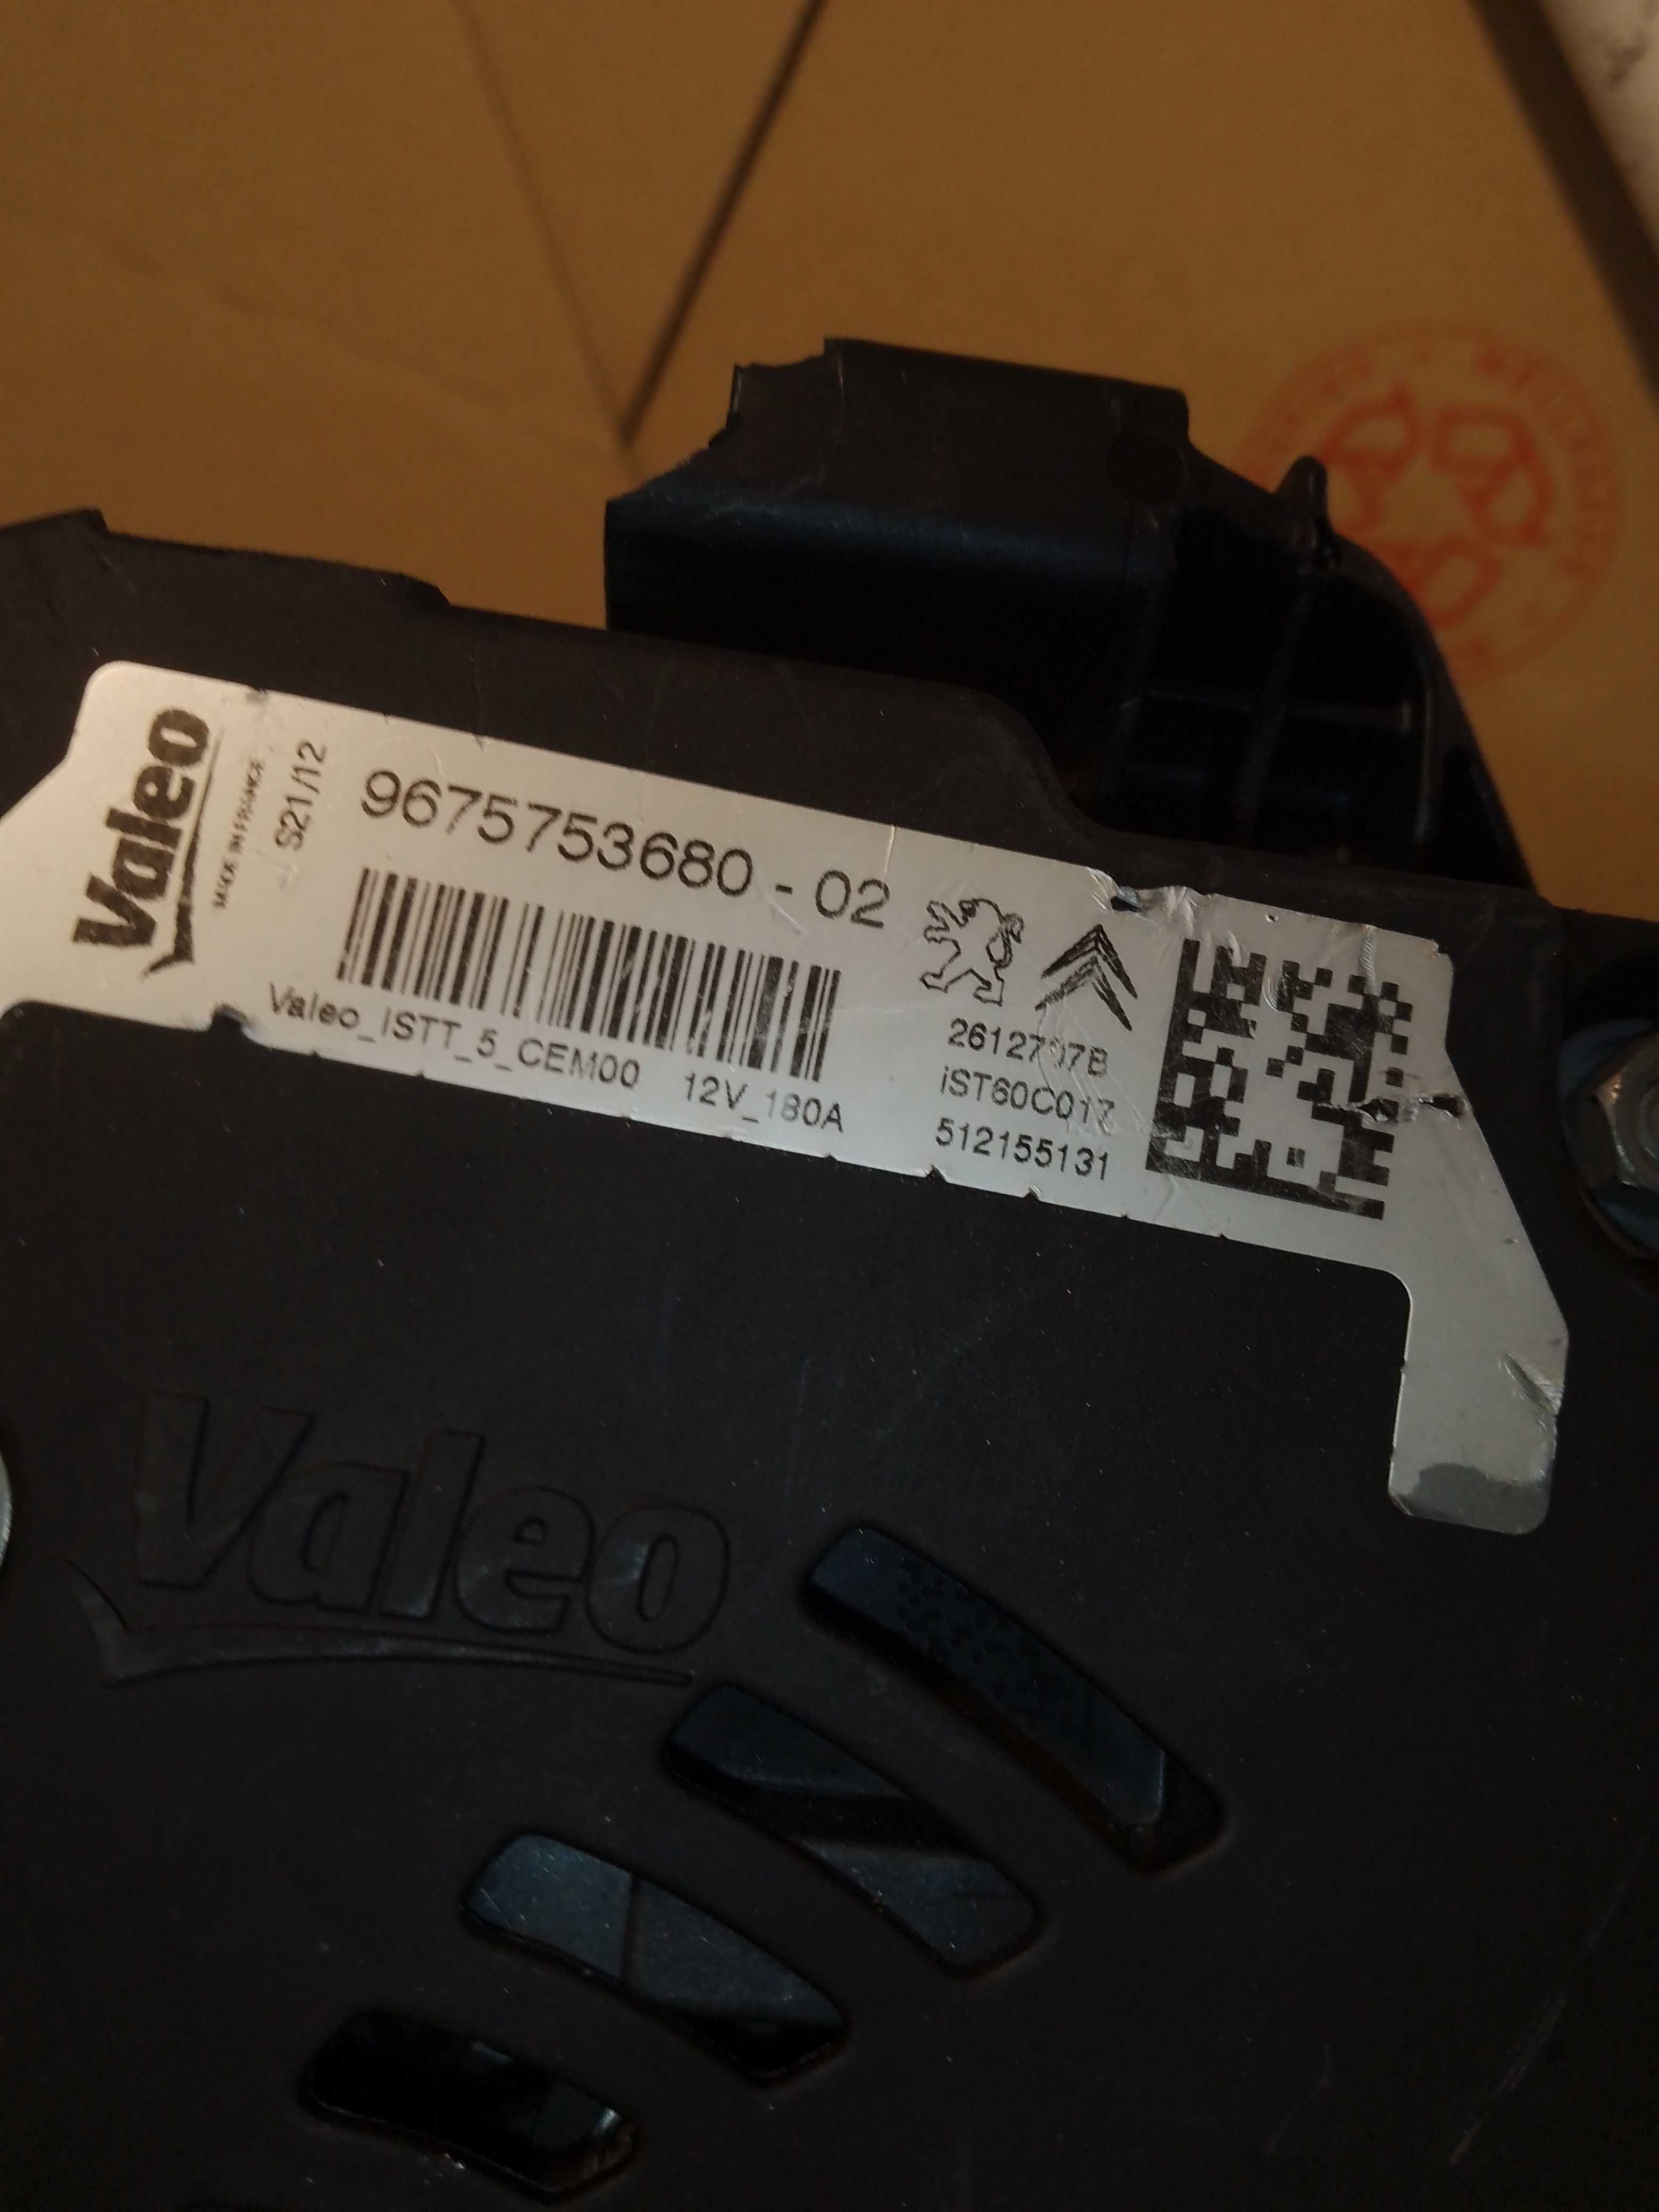 Valeo
MADE IN FRANCE
S21/12
9675753680 - 02
Valeo_ISTT_5_CEM00 12V_180A
iST60C017
512155131
Valeo